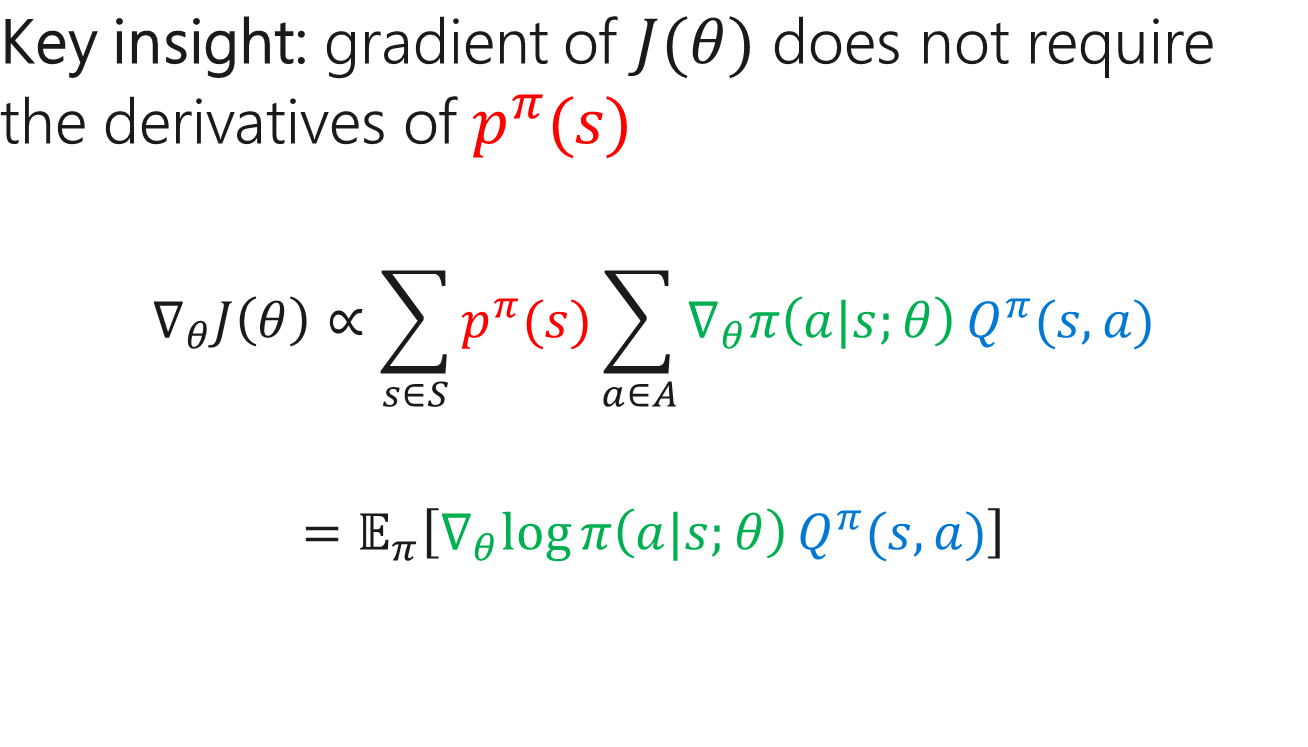 Key insight: gradient of J(θ) does not require
the derivatives of p^π(s)
∇_θJ(θ) ∝ ∑_{s∈S} p^π(s) ∑_{a∈A} ∇_θπ(a|s; θ) Q^π(s, a)
= 𝔼_π[∇_θ log π(a|s; θ) Q^π(s, a)]